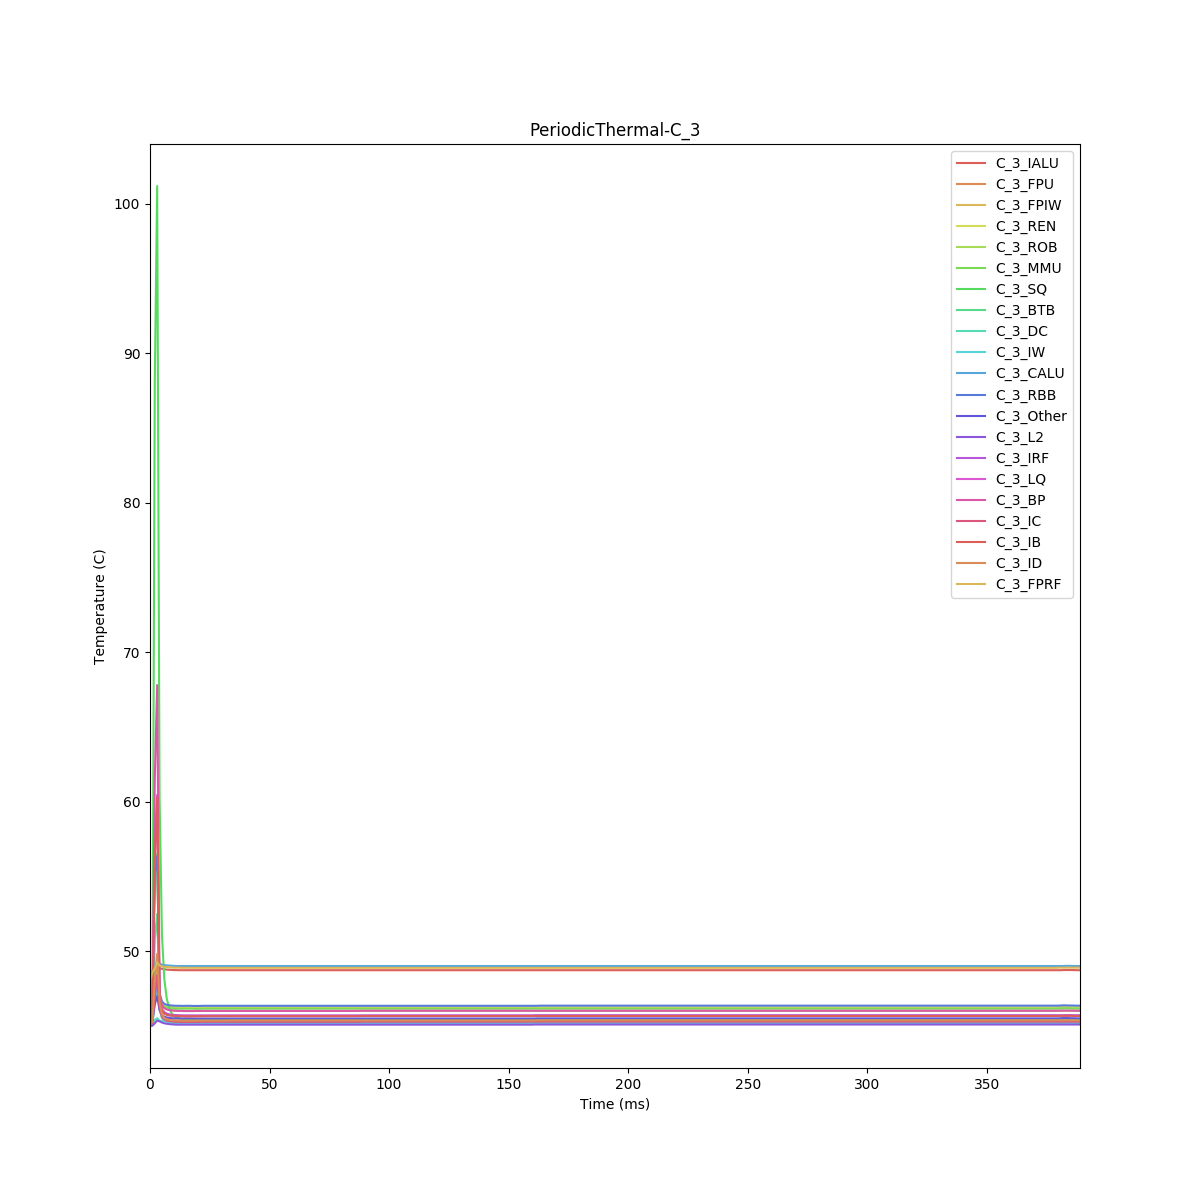 PeriodicThermal-C_3
C_3_IALU
C_3_FPU
C_3_FPIW
C_3_REN
C_3_ROB
C_3_MMU
C_3_SQ
C_3_BTB
C_3_DC
C_3_IW
C_3_CALU
C_3_RBB
C_3_Other
C_3_L2
C_3_IRF
C_3_LQ
C_3_BP
C_3_IC
C_3_IB
C_3_ID
C_3_FPRF
100
90
80
70
60
50
Temperature (C)
0 50 100 150 200 250 300 350
Time (ms)